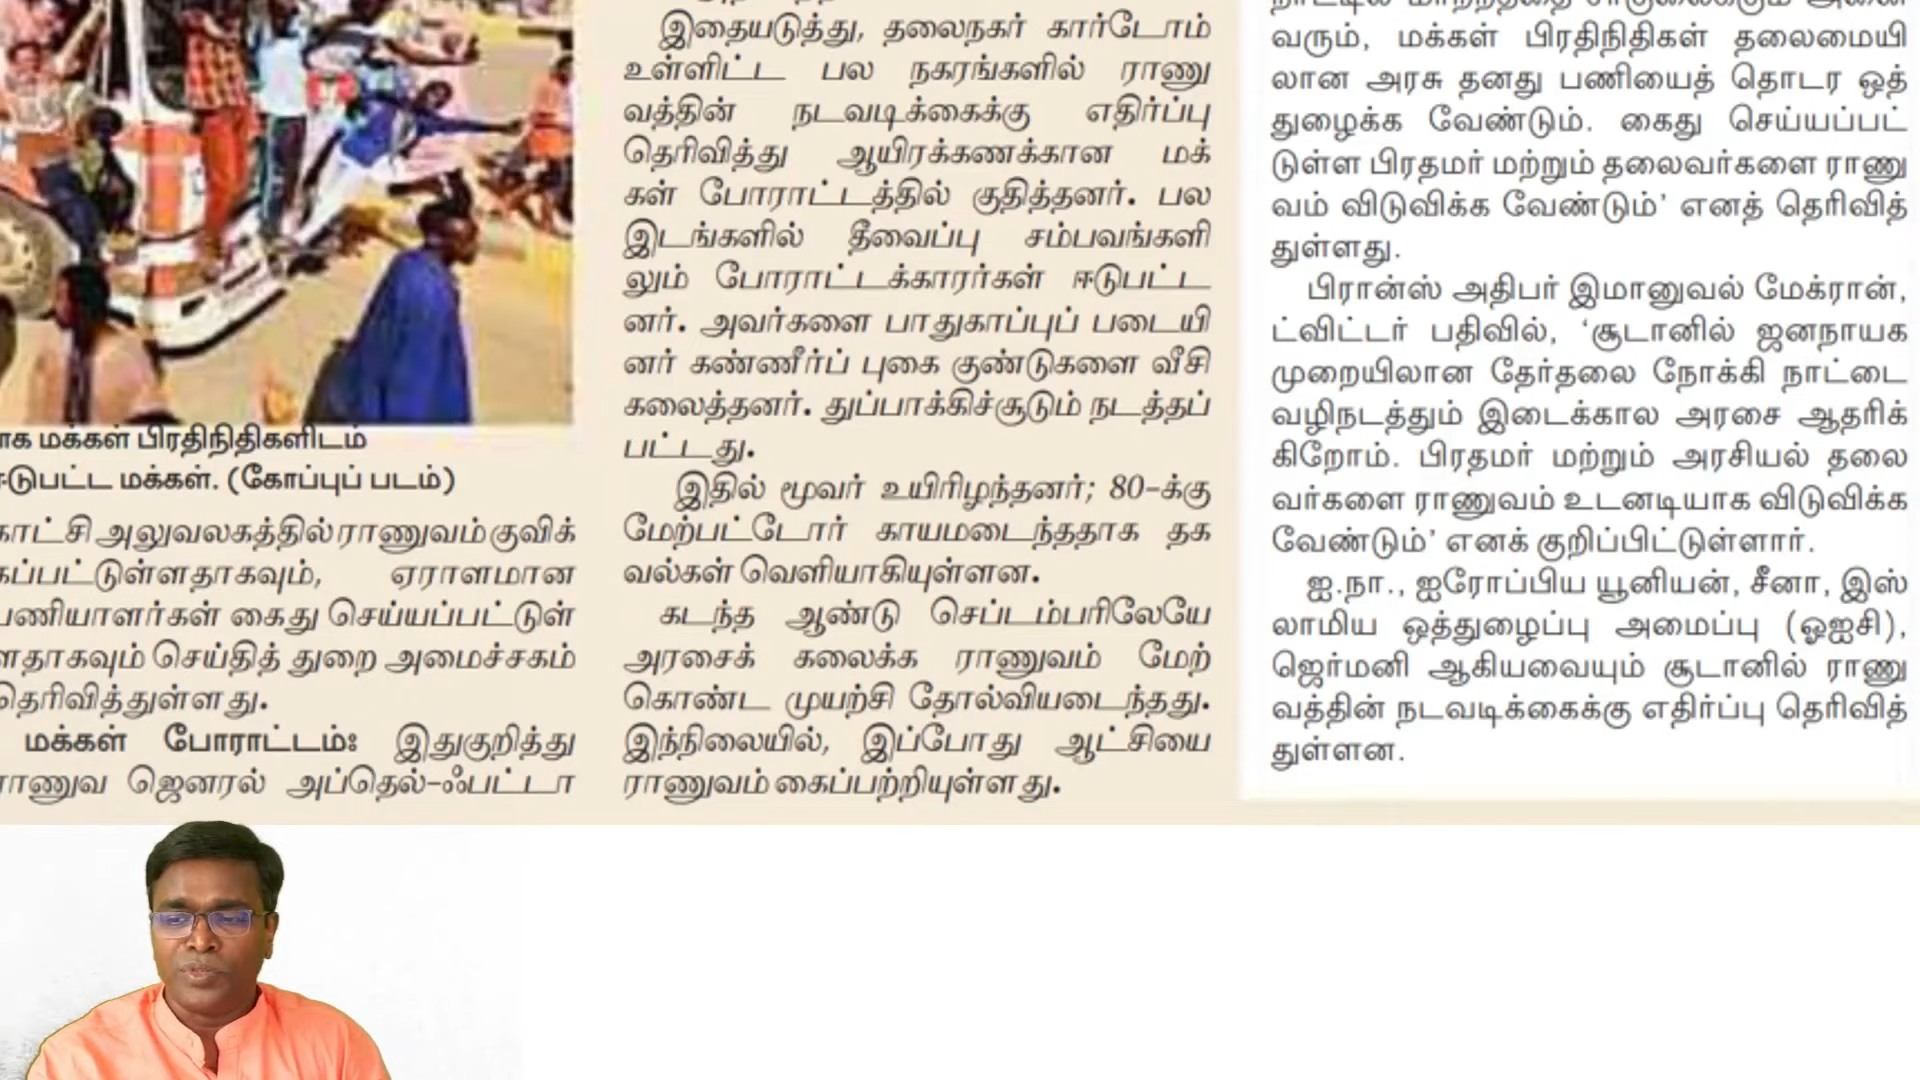 மக்கள் பிரதிநிதிகளிடம்
மக்கள். (கோப்புப் படம்)
அலுவலகத்தில் ராணுவம் குவிக்
கப்பட்டுள்ளதாகவும், ஏராளமான
பணியாளர்கள் கைது செய்யப்பட்டுள்
ளதாகவும் செய்தித் துறை அமைச்சகம்
தெரிவித்துள்ளது.
மக்கள் போராட்டம்: இதுகுறித்து
ராணுவ ஜெனரல் அப்தெல்-ஃபட்டா
இதையடுத்து, தலைநகர் கார்டோம்
உள்ளிட்ட பல நகரங்களில் ராணு
வத்தின் நடவடிக்கைக்கு எதிர்ப்பு
தெரிவித்து ஆயிரக்கணக்கான மக்
கள் போராட்டத்தில் குதித்தனர். பல
இடங்களில் தீவைப்பு சம்பவங்களி
லும் போராட்டக்காரர்கள் ஈடுபட்ட
னர். அவர்களை பாதுகாப்புப் படையி
னர் கண்ணீர்ப் புகை குண்டுகளை வீசி
கலைத்தனர். துப்பாக்கிச்சூடும் நடத்தப்
பட்டது.
இதில் மூவர் உயிரிழந்தனர்; 80-க்கு
மேற்பட்டோர் காயமடைந்ததாக தக
வல்கள் வெளியாகியுள்ளன.
கடந்த ஆண்டு செப்டம்பரிலேயே
அரசைக் கலைக்க ராணுவம் மேற்
கொண்ட முயற்சி தோல்வியடைந்தது.
இந்நிலையில், இப்போது ஆட்சியை
ராணுவம் கைப்பற்றியுள்ளது.
வரும், மக்கள் பிரதிநிதிகள் தலைமையி
லான அரசு தனது பணியைத் தொடர ஒத்
துழைக்க வேண்டும். கைது செய்யப்பட்
டுள்ள பிரதமர் மற்றும் தலைவர்களை ராணு
வம் விடுவிக்க வேண்டும்' எனத் தெரிவித்
துள்ளது.
பிரான்ஸ் அதிபர் இமானுவல் மேக்ரான்,
ட்விட்டர் பதிவில், 'சூடானில் ஜனநாயக
முறையிலான தேர்தலை நோக்கி நாட்டை
வழிநடத்தும் இடைக்கால அரசை ஆதரிக்
கிறோம். பிரதமர் மற்றும் அரசியல் தலை
வர்களை ராணுவம் உடனடியாக விடுவிக்க
வேண்டும்' எனக் குறிப்பிட்டுள்ளார்.
ஐ.நா., ஐரோப்பிய யூனியன், சீனா, இஸ்
லாமிய ஒத்துழைப்பு அமைப்பு (ஓஐசி),
ஜெர்மனி ஆகியவையும் சூடானில் ராணு
வத்தின் நடவடிக்கைக்கு எதிர்ப்பு தெரிவித்
துள்ளன.